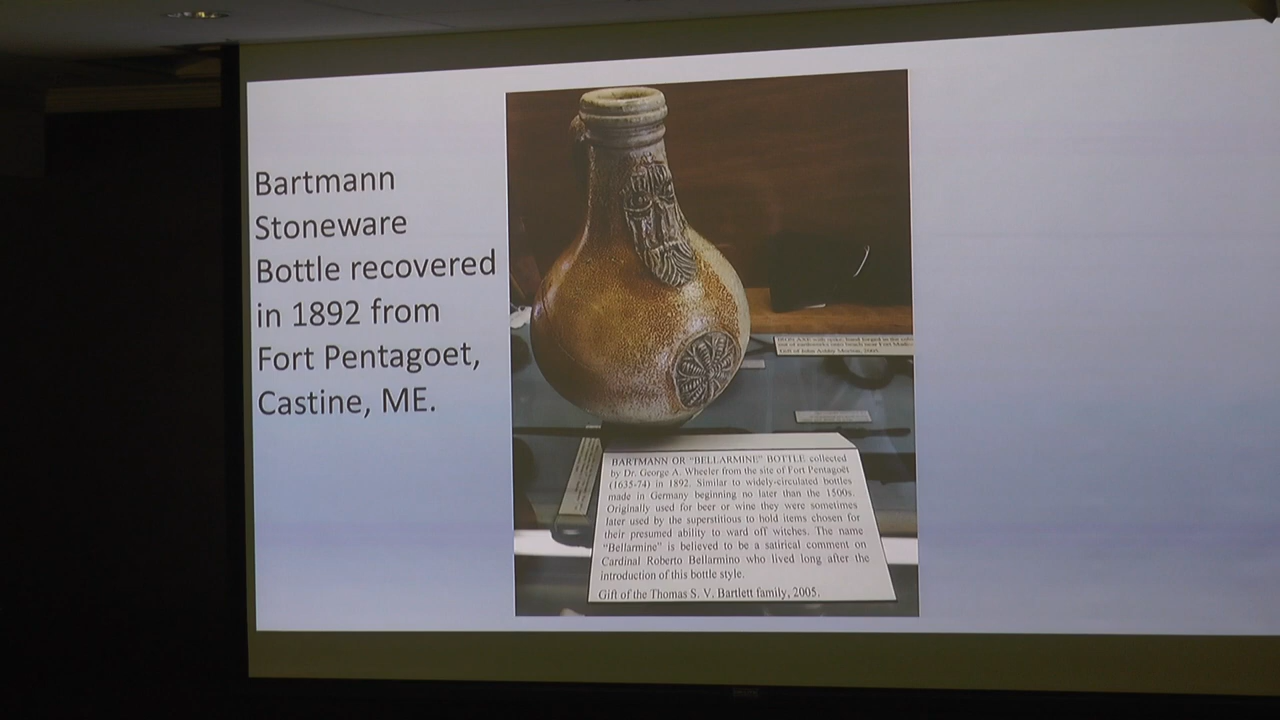 Bartmann
Stoneware
Bottle recovered
in 1892 from
Fort Pentagoet,
Castine, ME.
BARTMANN OR "BELLARMINE" BOTTLE collected
by Dr. George A. Wheeler from the site of Fort Pentagoët
(1635-74) in 1892. Similar to widely-circulated bottles
made in Germany beginning no later than the 1500s.
Originally used for beer or wine they were sometimes
later used by the superstitious to hold items chosen for
their presumed ability to ward off witches. The name
"Bellarmine" is believed to be a satirical comment on
Cardinal Roberto Bellarmino who lived long after the
introduction of this bottle style.
Gift of the Thomas S. V. Bartlett family, 2005.